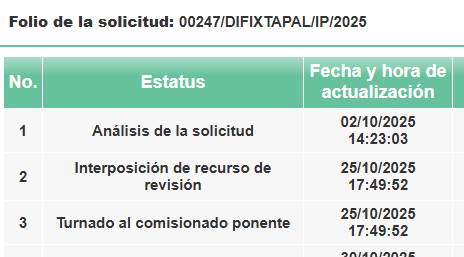 Folio de la solicitud: 00247/DIFIXTAPAL/IP/2025
No. Estatus Fecha y hora de actualización
1 Análisis de la solicitud 02/10/2025 14:23:03
2 Interposición de recurso de revisión 25/10/2025 17:49:52
3 Turnado al comisionado ponente 25/10/2025 17:49:52